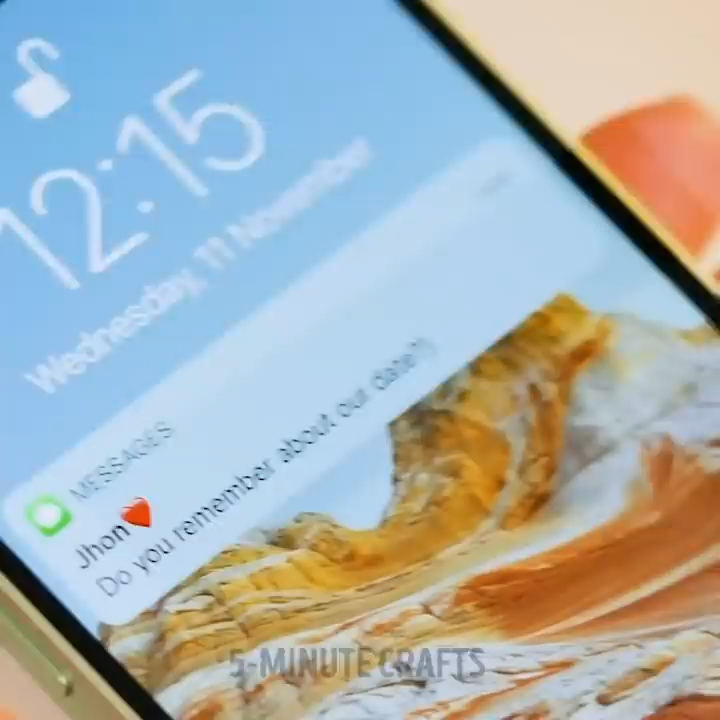 12:15
Wednesday, 11 November
MESSAGES
Jhon❤️
Do you remember about our date?)
5-MINUTE CRAFTS